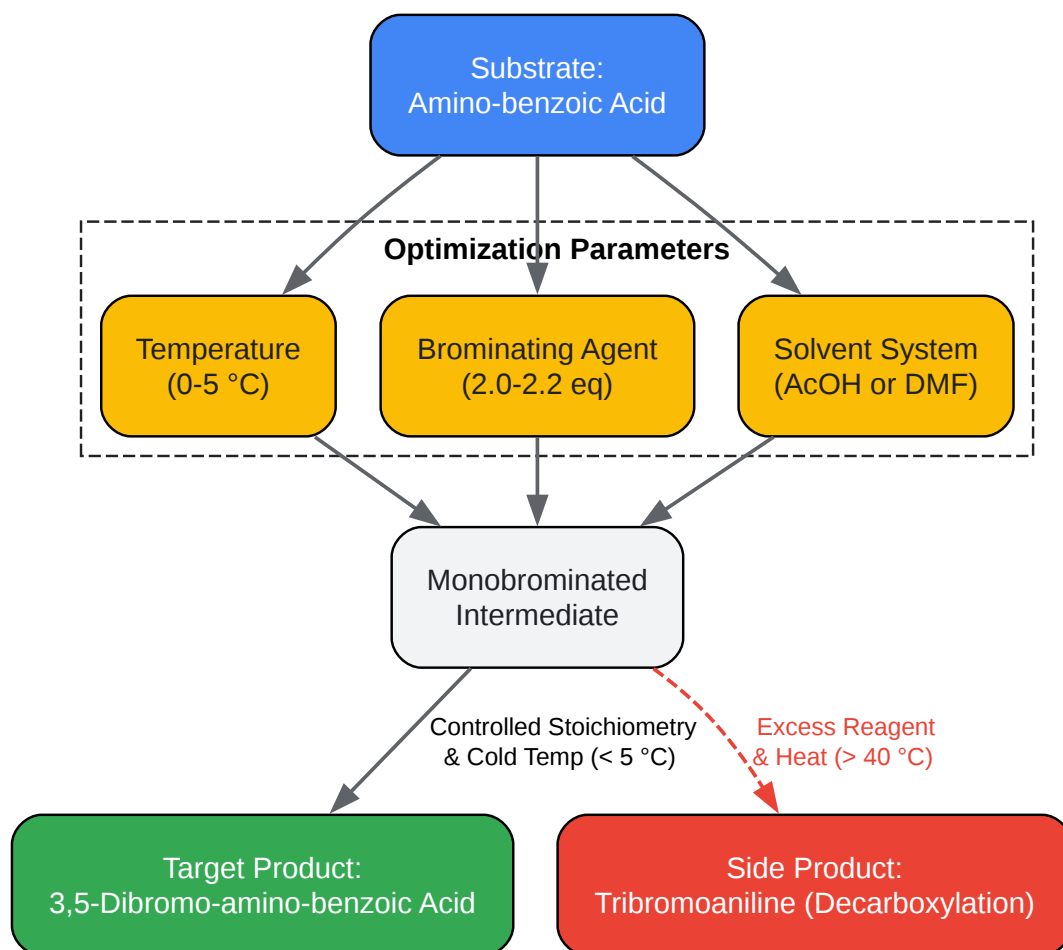 Substrate:
Amino-benzoic Acid
Optimization Parameters
Temperature
(0-5 °C)
Brominating Agent
(2.0-2.2 eq)
Solvent System
(AcOH or DMF)
Monobrominated
Intermediate
Controlled Stoichiometry
& Cold Temp (< 5 °C)
Excess Reagent
& Heat (> 40 °C)
Target Product:
3,5-Dibromo-amino-benzoic Acid
Side Product:
Tribromoaniline (Decarboxylation)